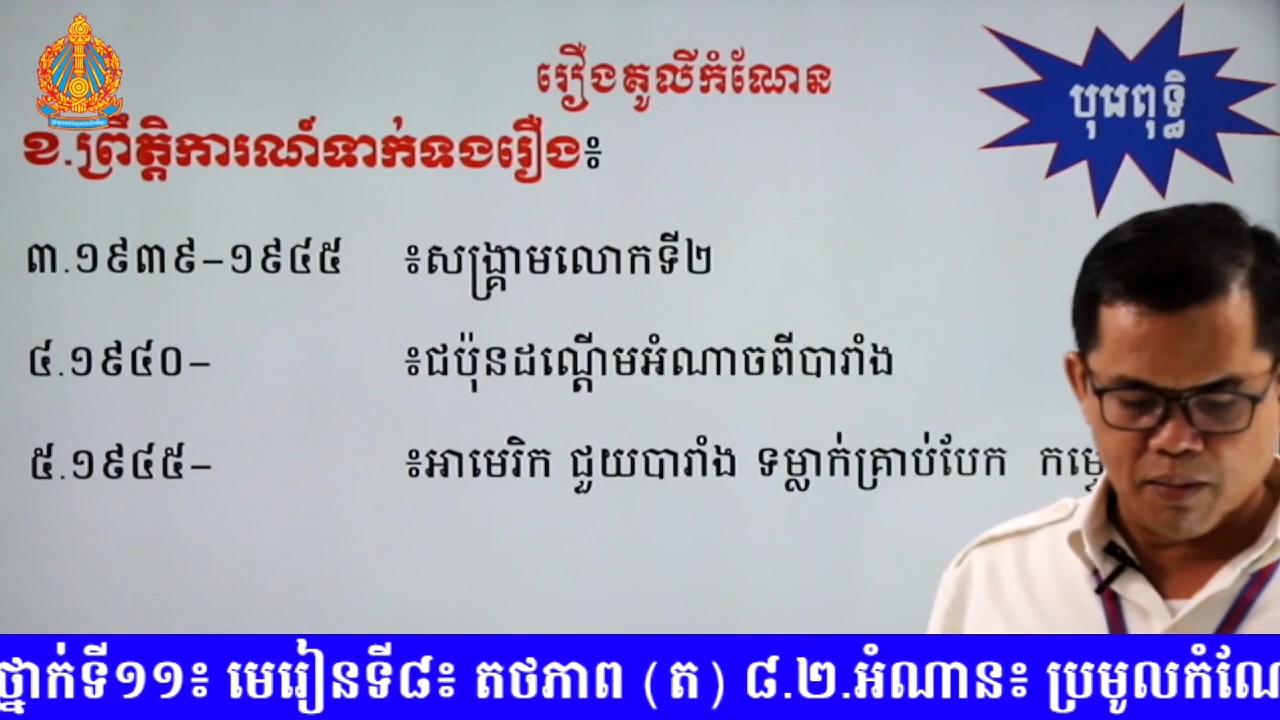 រឿងតូលីកំណែន
បុរេពុទ្ធិ
ខ.ព្រឹត្តិការណ៍ទាក់ទងរឿង៖
៣.១៩៣៩-១៩៤៥ ៖សង្គ្រាមលោកទី២
៤.១៩៤០- ៖ជប៉ុនដណ្ដើមអំណាចពីបារាំង
៥.១៩៤៥- ៖អាមេរិក ជួយបារាំង ទម្លាក់គ្រាប់បែក
ថ្នាក់ទី១១៖ មេរៀនទី៨៖ តថភាព (ត) ៨.២.អំណាន៖ ប្រមូលកំណែ